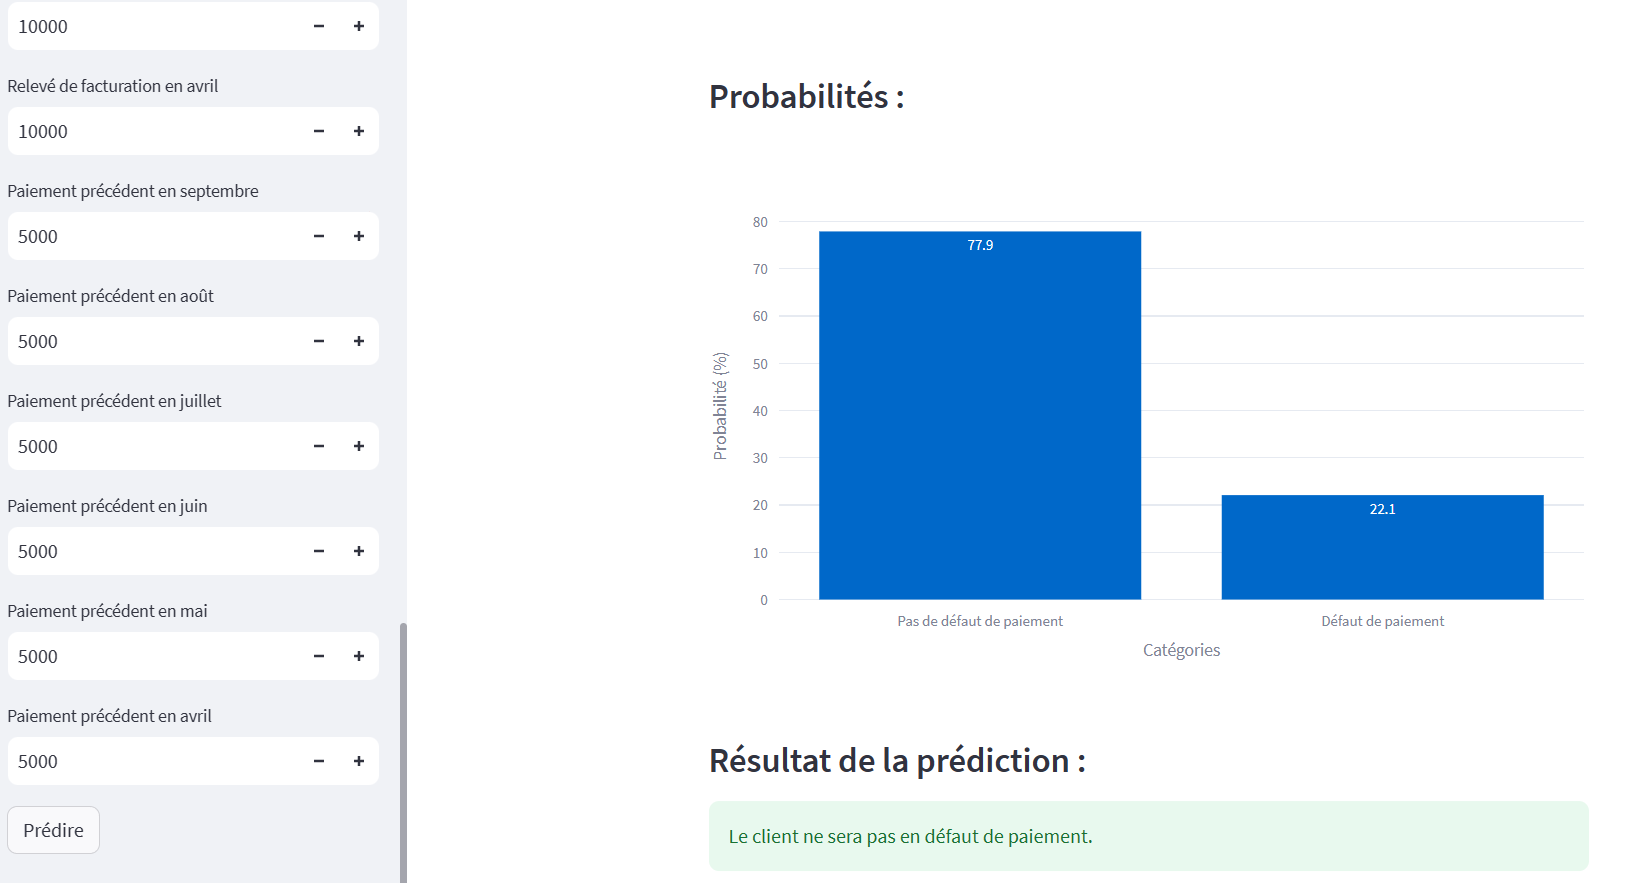 10000
Relevé de facturation en avril
10000
Paiement précédent en septembre
5000
Paiement précédent en août
5000
Paiement précédent en juillet
5000
Paiement précédent en juin
5000
Paiement précédent en mai
5000
Paiement précédent en avril
5000
Prédire
Probabilités :
Probabilité (%)
80
70
60
50
40
30
20
10
0
77.9
22.1
Pas de défaut de paiement
Défaut de paiement
Catégories
Résultat de la prédiction :
Le client ne sera pas en défaut de paiement.